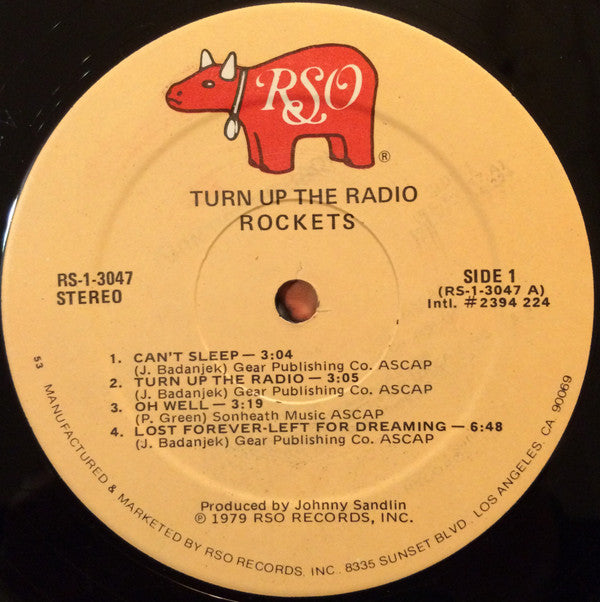 RSO
®
TURN UP THE RADIO
ROCKETS
RS-1-3047
STEREO
SIDE 1
(RS-1-3047 A)
Intl. #2394 224
1. CAN'T SLEEP — 3:04
(J. Badanjek) Gear Publishing Co. ASCAP
2. TURN UP THE RADIO — 3:05
(J. Badanjek) Gear Publishing Co. ASCAP
3. OH WELL — 3:19
(P. Green) Sonheath Music ASCAP
4. LOST FOREVER-LEFT FOR DREAMING — 6:48
(J. Badanjek) Gear Publishing Co. ASCAP
Produced by Johnny Sandlin
℗ 1979 RSO RECORDS, INC.
53 MANUFACTURED & MARKETED BY RSO RECORDS, INC. 8335 SUNSET BLVD. LOS ANGELES, CA. 90069